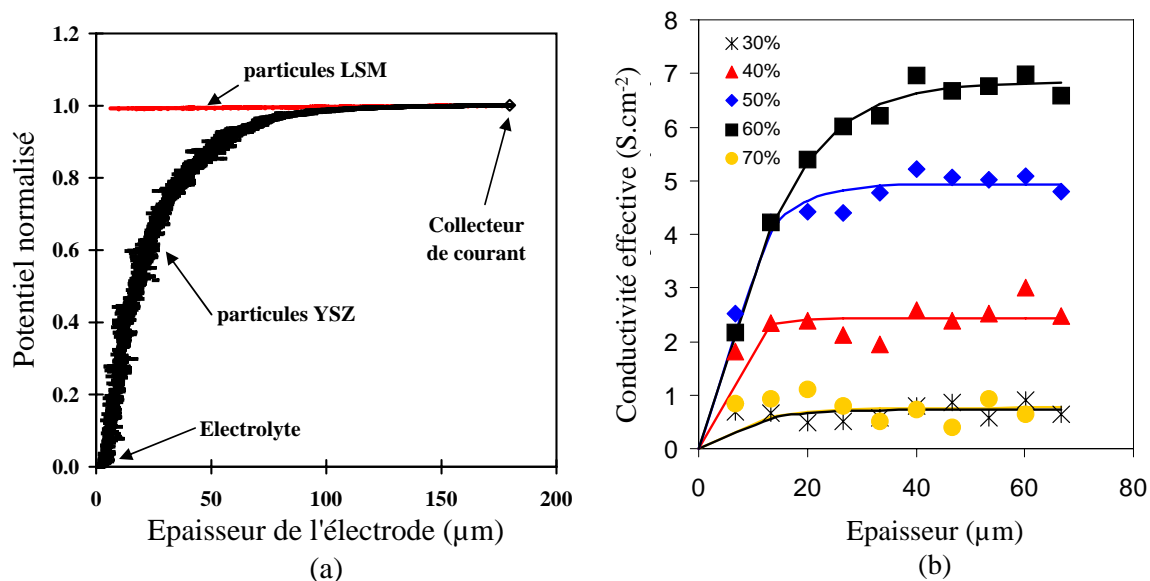 1.2
1.0
0.8
0.6
0.4
0.2
0.0
0
50
100
150
200
Potentiel normalisé
particules LSM
Collecteur
de courant
particules YSZ
Electrolyte
Epaisseur de l'électrode (µm)
(a)
8
7
6
5
4
3
2
1
0
0
20
40
60
80
Conductivité effective (S.cm-2)
30%
40%
50%
60%
70%
Epaisseur (µm)
(b)